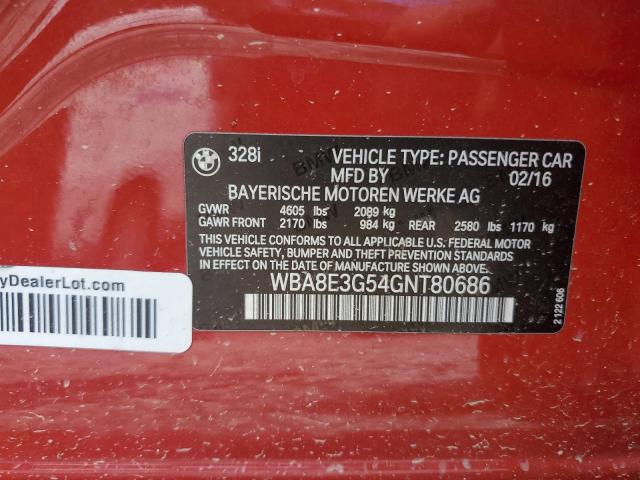 BMW
328i
VEHICLE TYPE: PASSENGER CAR
MFD BY 02/16
BAYERISCHE MOTOREN WERKE AG
GVWR 4605 lbs 2089 kg
GAWR FRONT 2170 lbs 984 kg REAR 2580 lbs 1170 kg
THIS VEHICLE CONFORMS TO ALL APPLICABLE U.S. FEDERAL MOTOR
VEHICLE SAFETY, BUMPER AND THEFT PREVENTION STANDARDS
IN EFFECT ON THE DATE OF MANUFACTURE SHOWN ABOVE.
WBA8E3G54GNT80686
2 122 606
yDealerLot.com